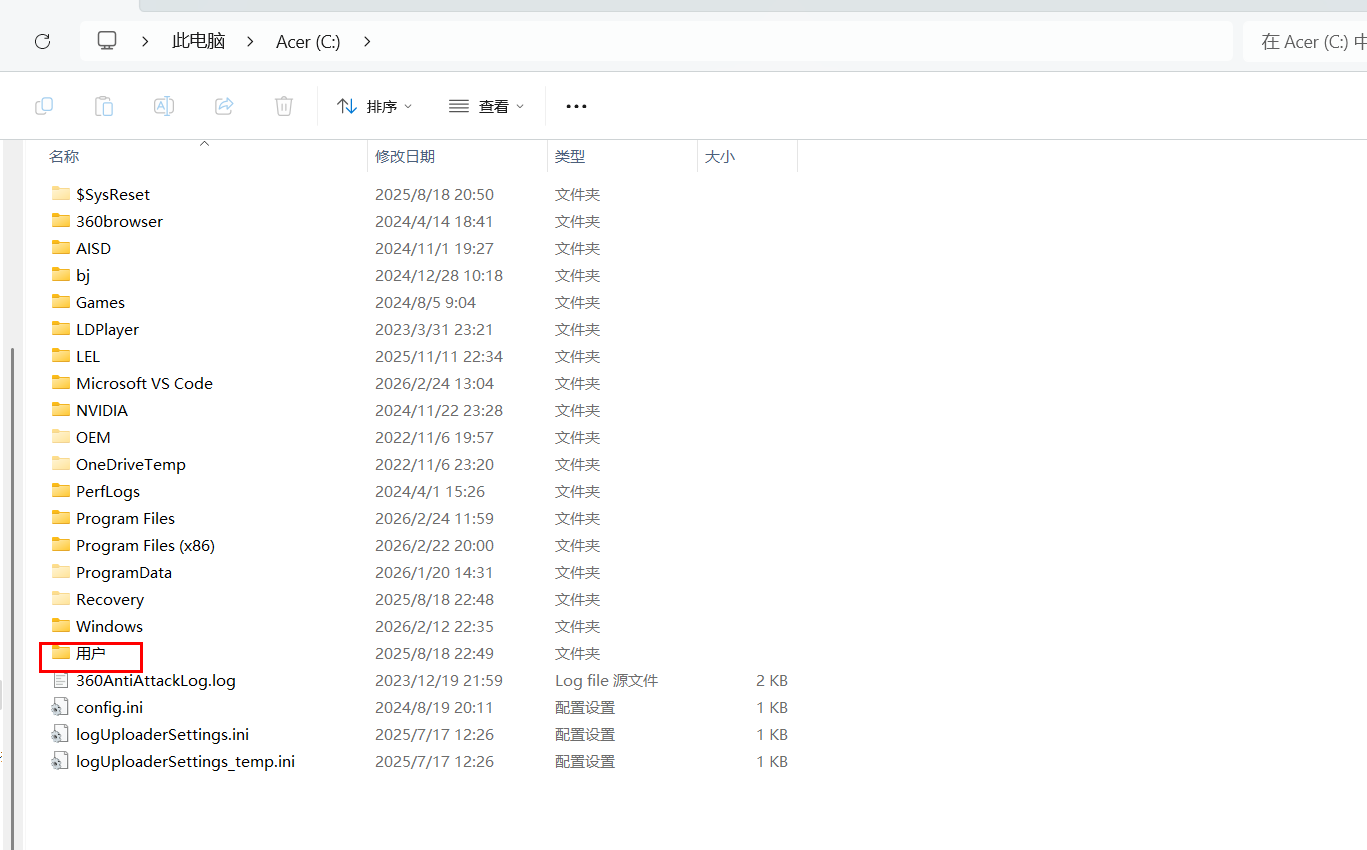 此电脑 Acer (C:) 在 Acer (C:) 中
排序 查看
名称 修改日期 类型 大小
$SysReset 2025/8/18 20:50 文件夹
360browser 2024/4/14 18:41 文件夹
AISD 2024/11/1 19:27 文件夹
bj 2024/12/28 10:18 文件夹
Games 2024/8/5 9:04 文件夹
LDPlayer 2023/3/31 23:21 文件夹
LEL 2025/11/11 22:34 文件夹
Microsoft VS Code 2026/2/24 13:04 文件夹
NVIDIA 2024/11/22 23:28 文件夹
OEM 2022/11/6 19:57 文件夹
OneDriveTemp 2022/11/6 23:20 文件夹
PerfLogs 2024/4/1 15:26 文件夹
Program Files 2026/2/24 11:59 文件夹
Program Files (x86) 2026/2/22 20:00 文件夹
ProgramData 2026/1/20 14:31 文件夹
Recovery 2025/8/18 22:48 文件夹
Windows 2026/2/12 22:35 文件夹
用户 2025/8/18 22:49 文件夹
360AntiAttackLog.log 2023/12/19 21:59 Log file 源文件 2 KB
config.ini 2024/8/19 20:11 配置设置 1 KB
logUploaderSettings.ini 2025/7/17 12:26 配置设置 1 KB
logUploaderSettings_temp.ini 2025/7/17 12:26 配置设置 1 KB